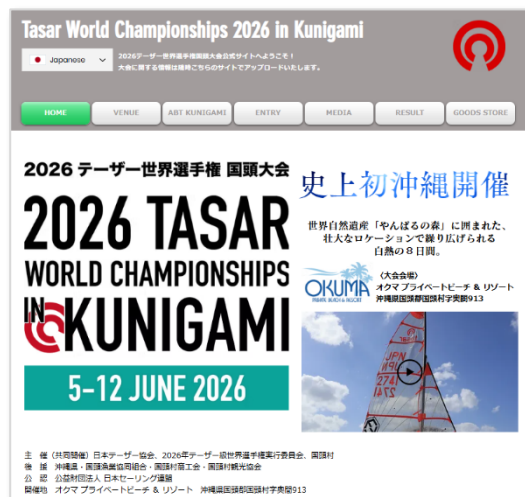 Tasar World Championships 2026 in Kunigami
Japanese
2026テーザー世界選手権国頭大会公式サイトへようこそ！
大会に関する情報は随時こちらのサイトでアップロードいたします。
HOME
VENUE
ABT KUNIGAMI
ENTRY
MEDIA
RESULT
GOODS STORE
2026 テーザー世界選手権 国頭大会
2026 TASAR
WORLD CHAMPIONSHIPS
IN KUNIGAMI
5-12 JUNE 2026
史上初沖縄開催
世界自然遺産「やんばるの森」に囲まれた、
壮大なロケーションで繰り広げられる
白熱の８日間。
OKUMA
PRIVATE BEACH & RESORT
〈大会会場〉
オクマ プライベートビーチ & リゾート
沖縄県国頭郡国頭村字奥間913
JPN
2741
主　催（共同開催）日本テーザー協会、2026年テーザー級世界選手権実行委員会、国頭村
後　援　沖縄県・国頭漁業協同組合・国頭村商工会・国頭村観光協会
公　認　公益財団法人 日本セーリング連盟
開催地　オクマ プライベートビーチ & リゾート　沖縄県国頭郡国頭村字奥間913